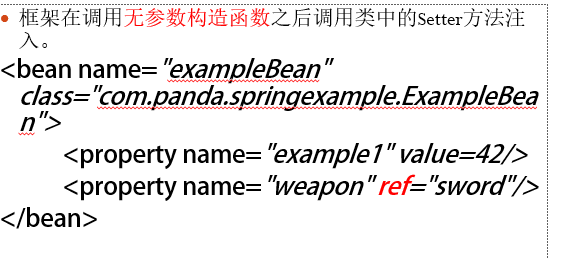 • 框架在调用无参数构造函数之后调用类中的Setter方法注
入。
<bean name="exampleBean"
class="com.panda.springexample.ExampleBea
n">
<property name="example1" value=42/>
<property name="weapon" ref="sword"/>
</bean>